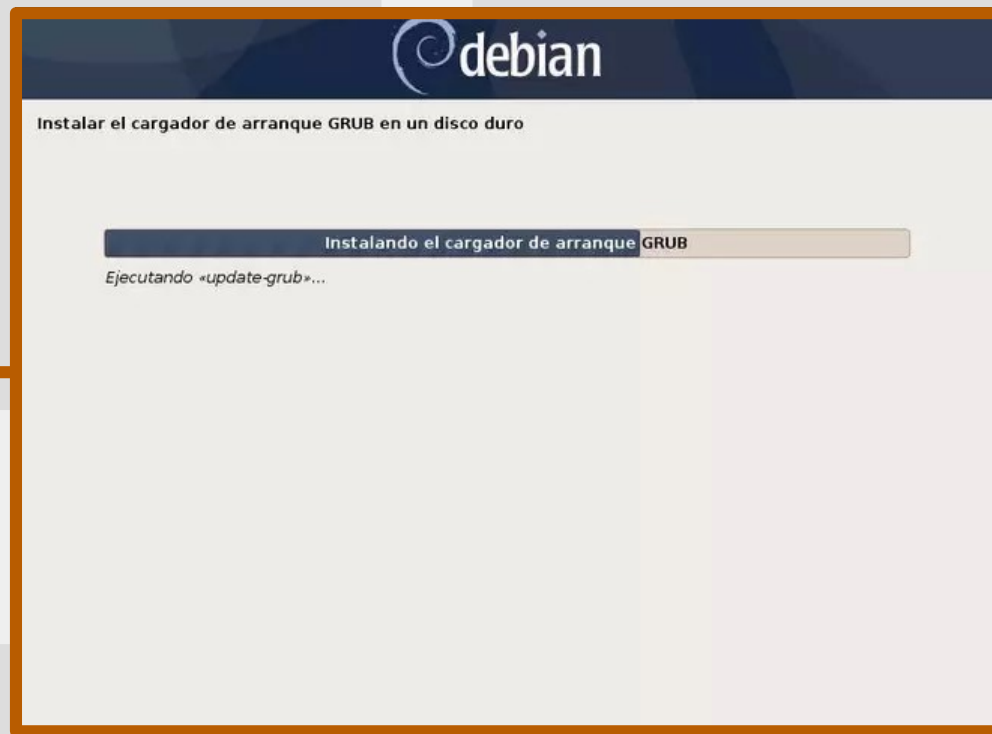 debian
Instalar el cargador de arranque GRUB en un disco duro
Instalando el cargador de arranque GRUB
Ejecutando «update-grub»...